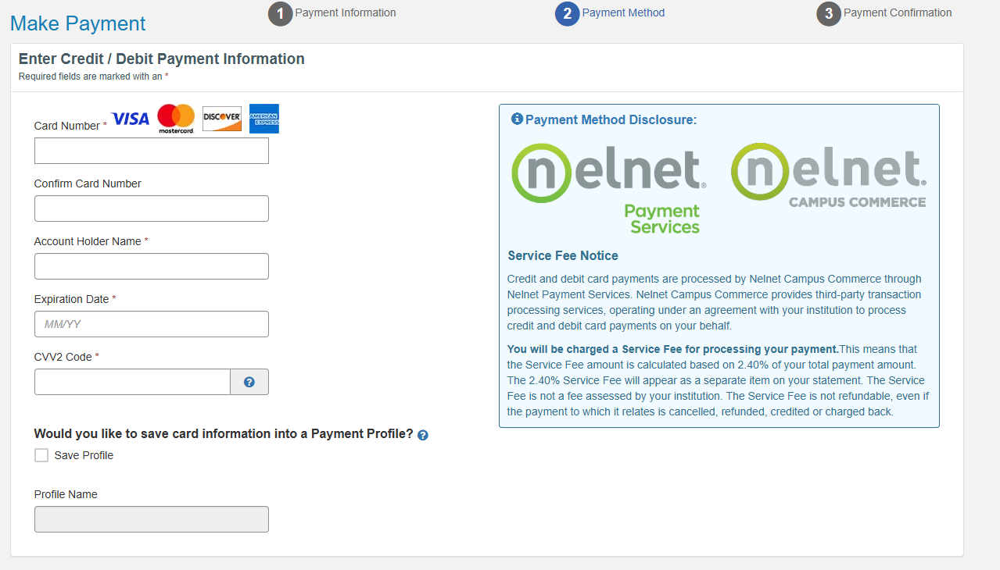 Make Payment
1 Payment Information
2 Payment Method
3 Payment Confirmation
Enter Credit / Debit Payment Information
Required fields are marked with an *
Card Number * VISA mastercard. DISCOVER AMERICAN EXPRESS
Confirm Card Number
Account Holder Name *
Expiration Date *
MM/YY
CVV2 Code *
?
Would you like to save card information into a Payment Profile? ?
Save Profile
Profile Name
i Payment Method Disclosure:
nelnet®
Payment
Services
nelnet®
CAMPUS COMMERCE
Service Fee Notice
Credit and debit card payments are processed by Nelnet Campus Commerce through
Nelnet Payment Services. Nelnet Campus Commerce provides third-party transaction
processing services, operating under an agreement with your institution to process
credit and debit card payments on your behalf.
You will be charged a Service Fee for processing your payment.This means that
the Service Fee amount is calculated based on 2.40% of your total payment amount.
The 2.40% Service Fee will appear as a separate item on your statement. The Service
Fee is not a fee assessed by your institution. The Service Fee is not refundable, even if
the payment to which it relates is cancelled, refunded, credited or charged back.